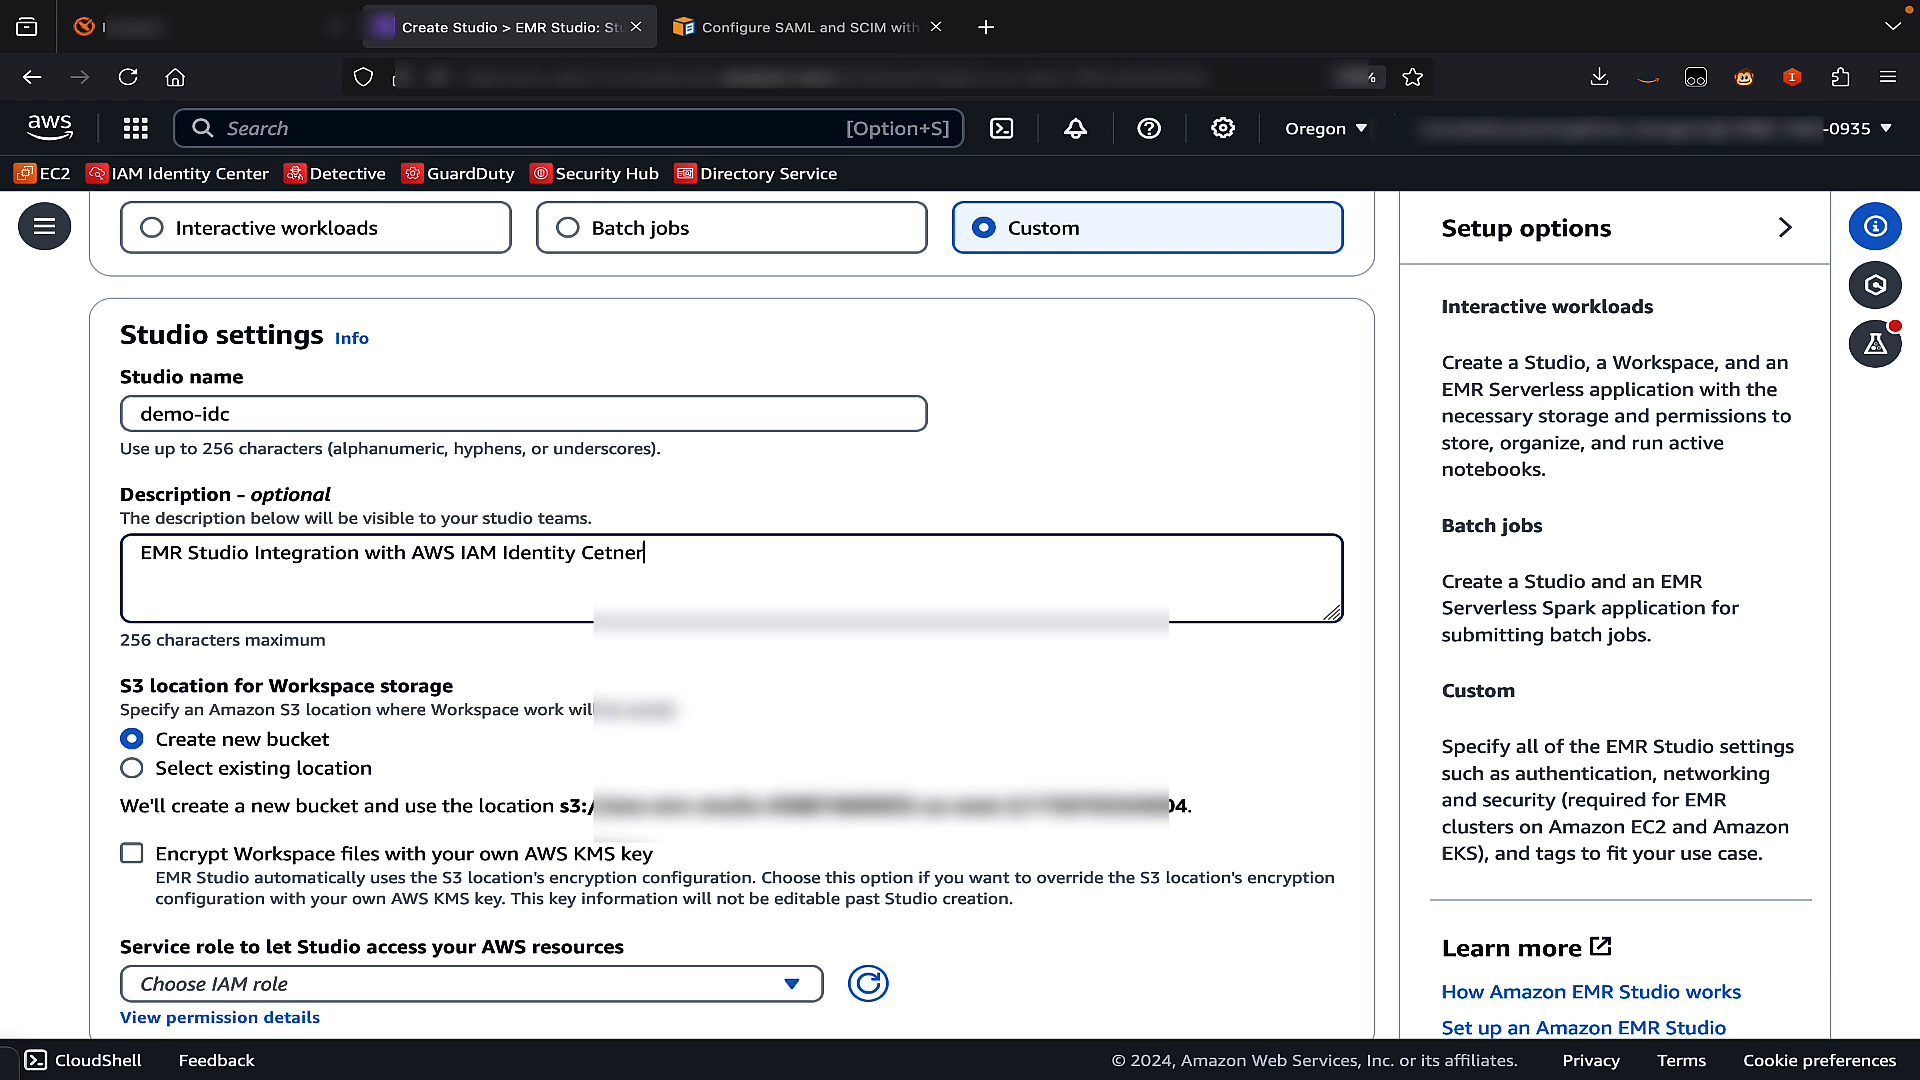 Create Studio > EMR Studio: Stu
Configure SAML and SCIM with
aws
Search
[Option+S]
Oregon
-0935
EC2
IAM Identity Center
Detective
GuardDuty
Security Hub
Directory Service
Interactive workloads
Batch jobs
Custom
Studio settings Info
Studio name
demo-idc
Use up to 256 characters (alphanumeric, hyphens, or underscores).
Description - optional
The description below will be visible to your studio teams.
EMR Studio Integration with AWS IAM Identity Cetner
256 characters maximum
S3 location for Workspace storage
Specify an Amazon S3 location where Workspace work will
Create new bucket
Select existing location
We'll create a new bucket and use the location s3:/
04.
Encrypt Workspace files with your own AWS KMS key
EMR Studio automatically uses the S3 location's encryption configuration. Choose this option if you want to override the S3 location's encryption
configuration with your own AWS KMS key. This key information will not be editable past Studio creation.
Service role to let Studio access your AWS resources
Choose IAM role
View permission details
Setup options
Interactive workloads
Create a Studio, a Workspace, and an
EMR Serverless application with the
necessary storage and permissions to
store, organize, and run active
notebooks.
Batch jobs
Create a Studio and an EMR
Serverless Spark application for
submitting batch jobs.
Custom
Specify all of the EMR Studio settings
such as authentication, networking
and security (required for EMR
clusters on Amazon EC2 and Amazon
EKS), and tags to fit your use case.
Learn more
How Amazon EMR Studio works
Set up an Amazon EMR Studio
CloudShell
Feedback
© 2024, Amazon Web Services, Inc. or its affiliates.
Privacy
Terms
Cookie preferences